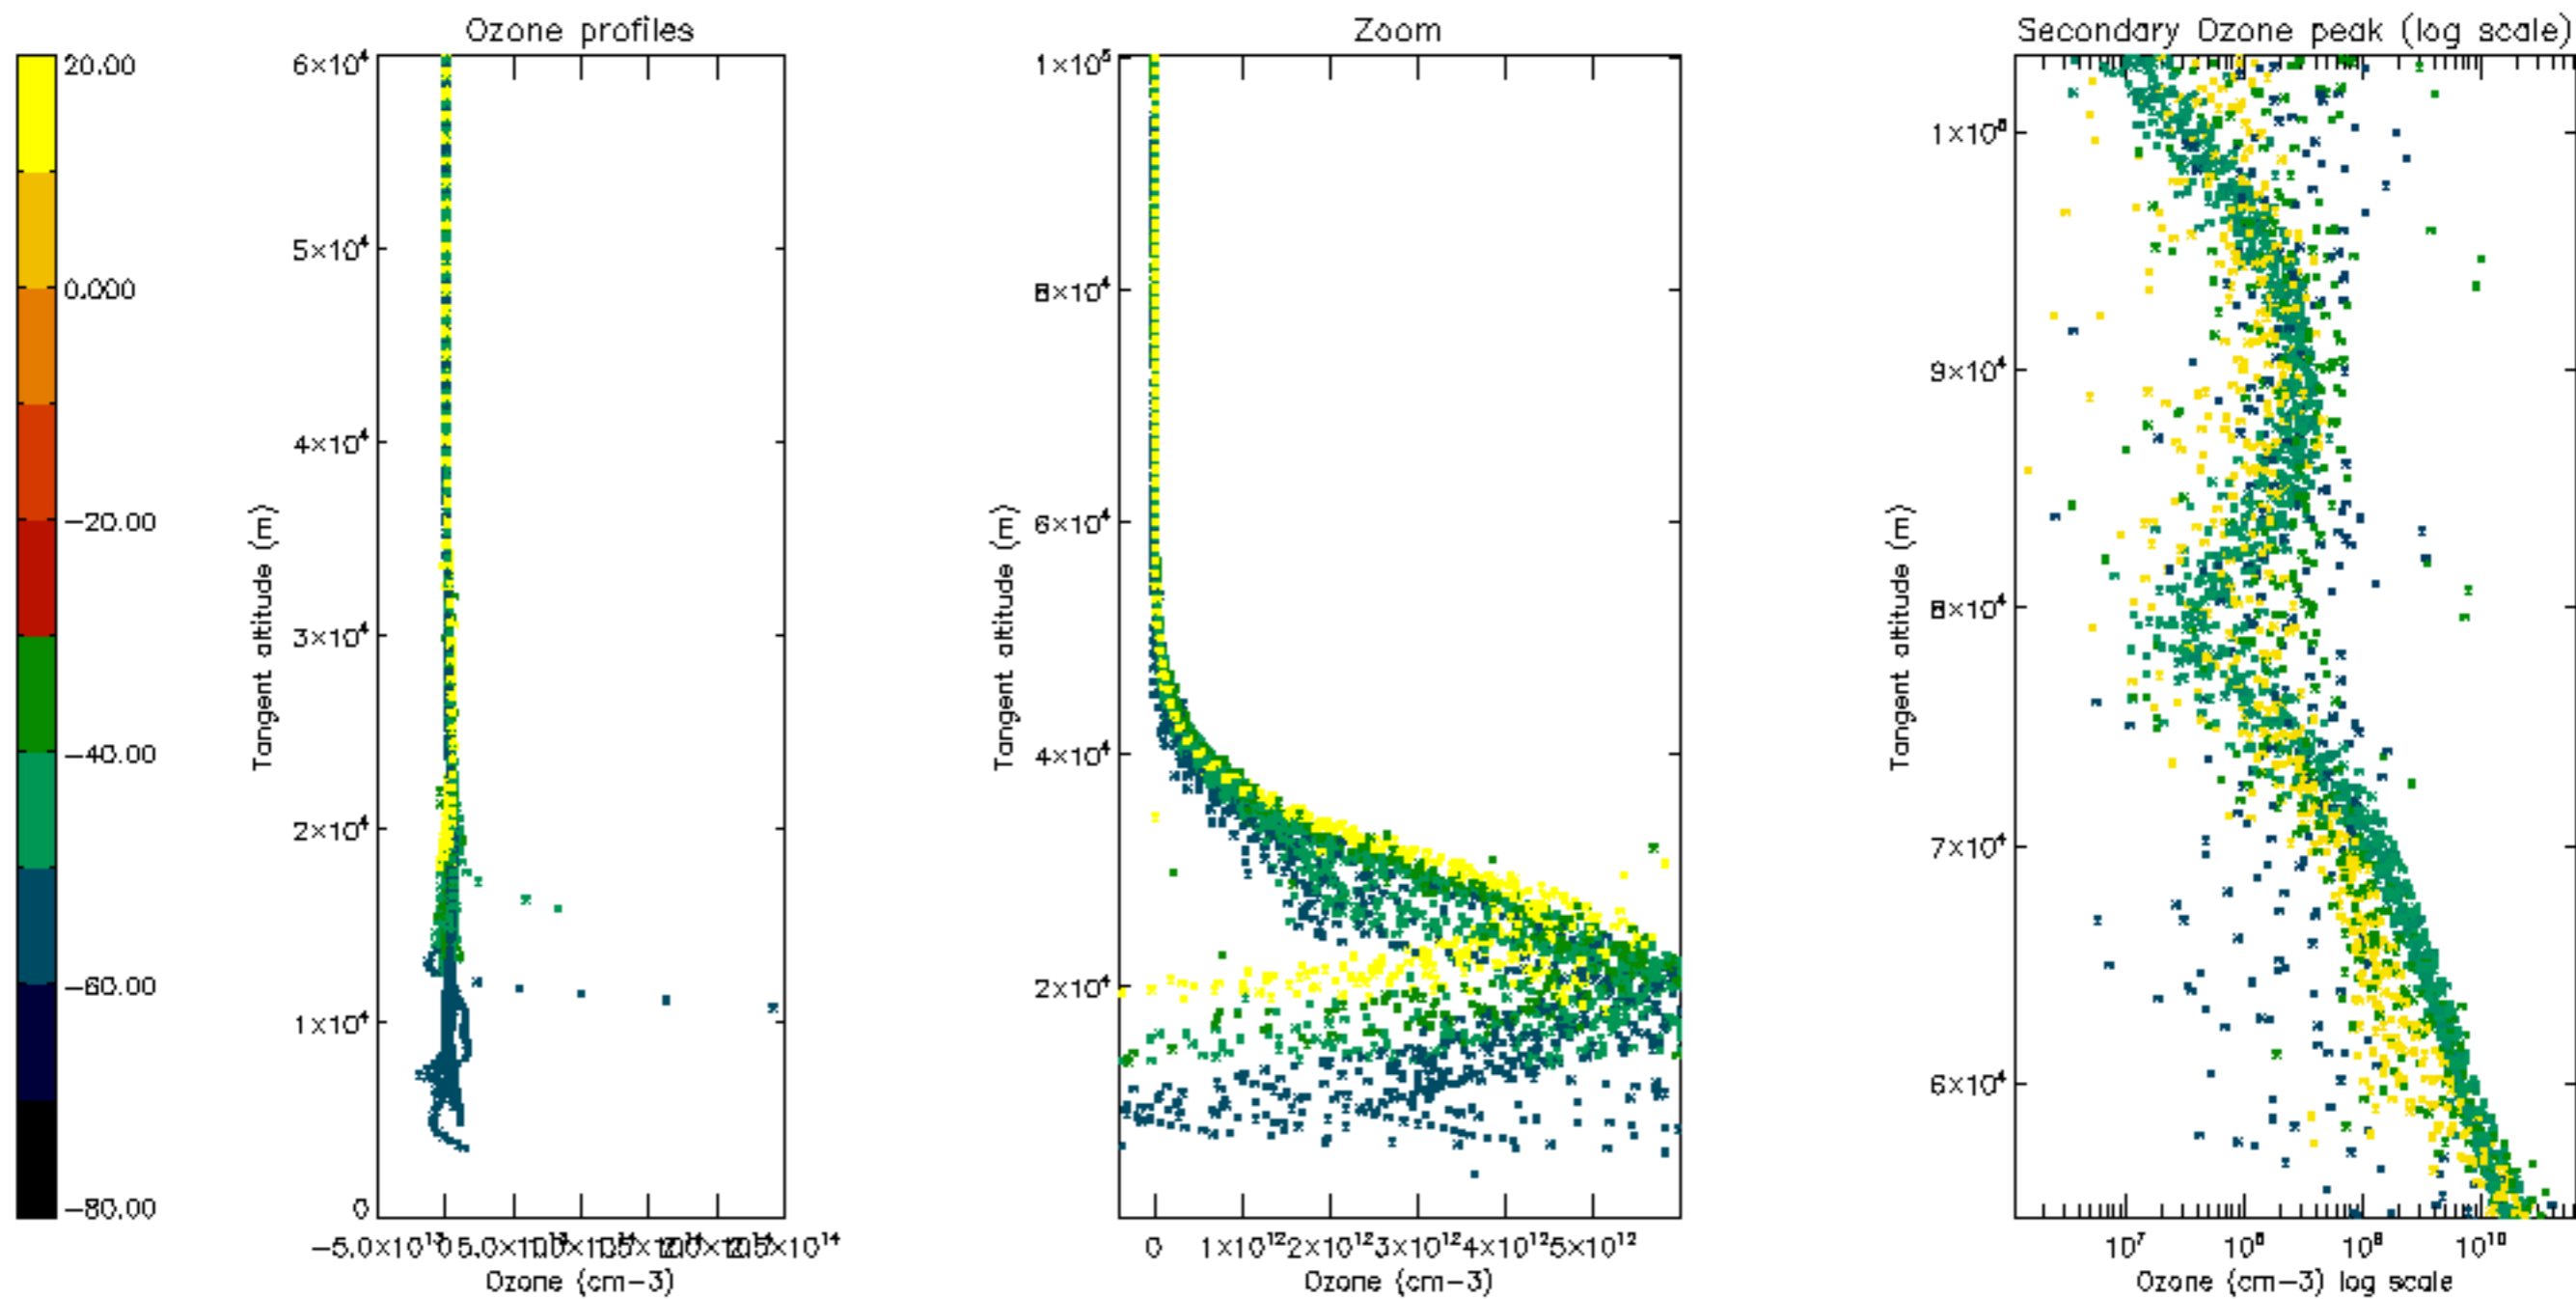 Ozone profiles
Zoom
Secondary Ozone peak (log scale)
20.00
0.000
−20.00
−40.00
−60.00
−80.00
Tangent altitude (m)
6×10⁴
5×10⁴
4×10⁴
3×10⁴
2×10⁴
1×10⁴
0
−5.0×10¹³
Ozone (cm−3)
Tangent altitude (m)
1×10⁵
8×10⁴
6×10⁴
4×10⁴
2×10⁴
0 1×10¹² 2×10¹² 3×10¹² 4×10¹² 5×10¹²
Ozone (cm−3)
Tangent altitude (m)
1×10⁵
9×10⁴
8×10⁴
7×10⁴
6×10⁴
10⁷ 10⁸ 10⁹ 10¹⁰
Ozone (cm−3) log scale